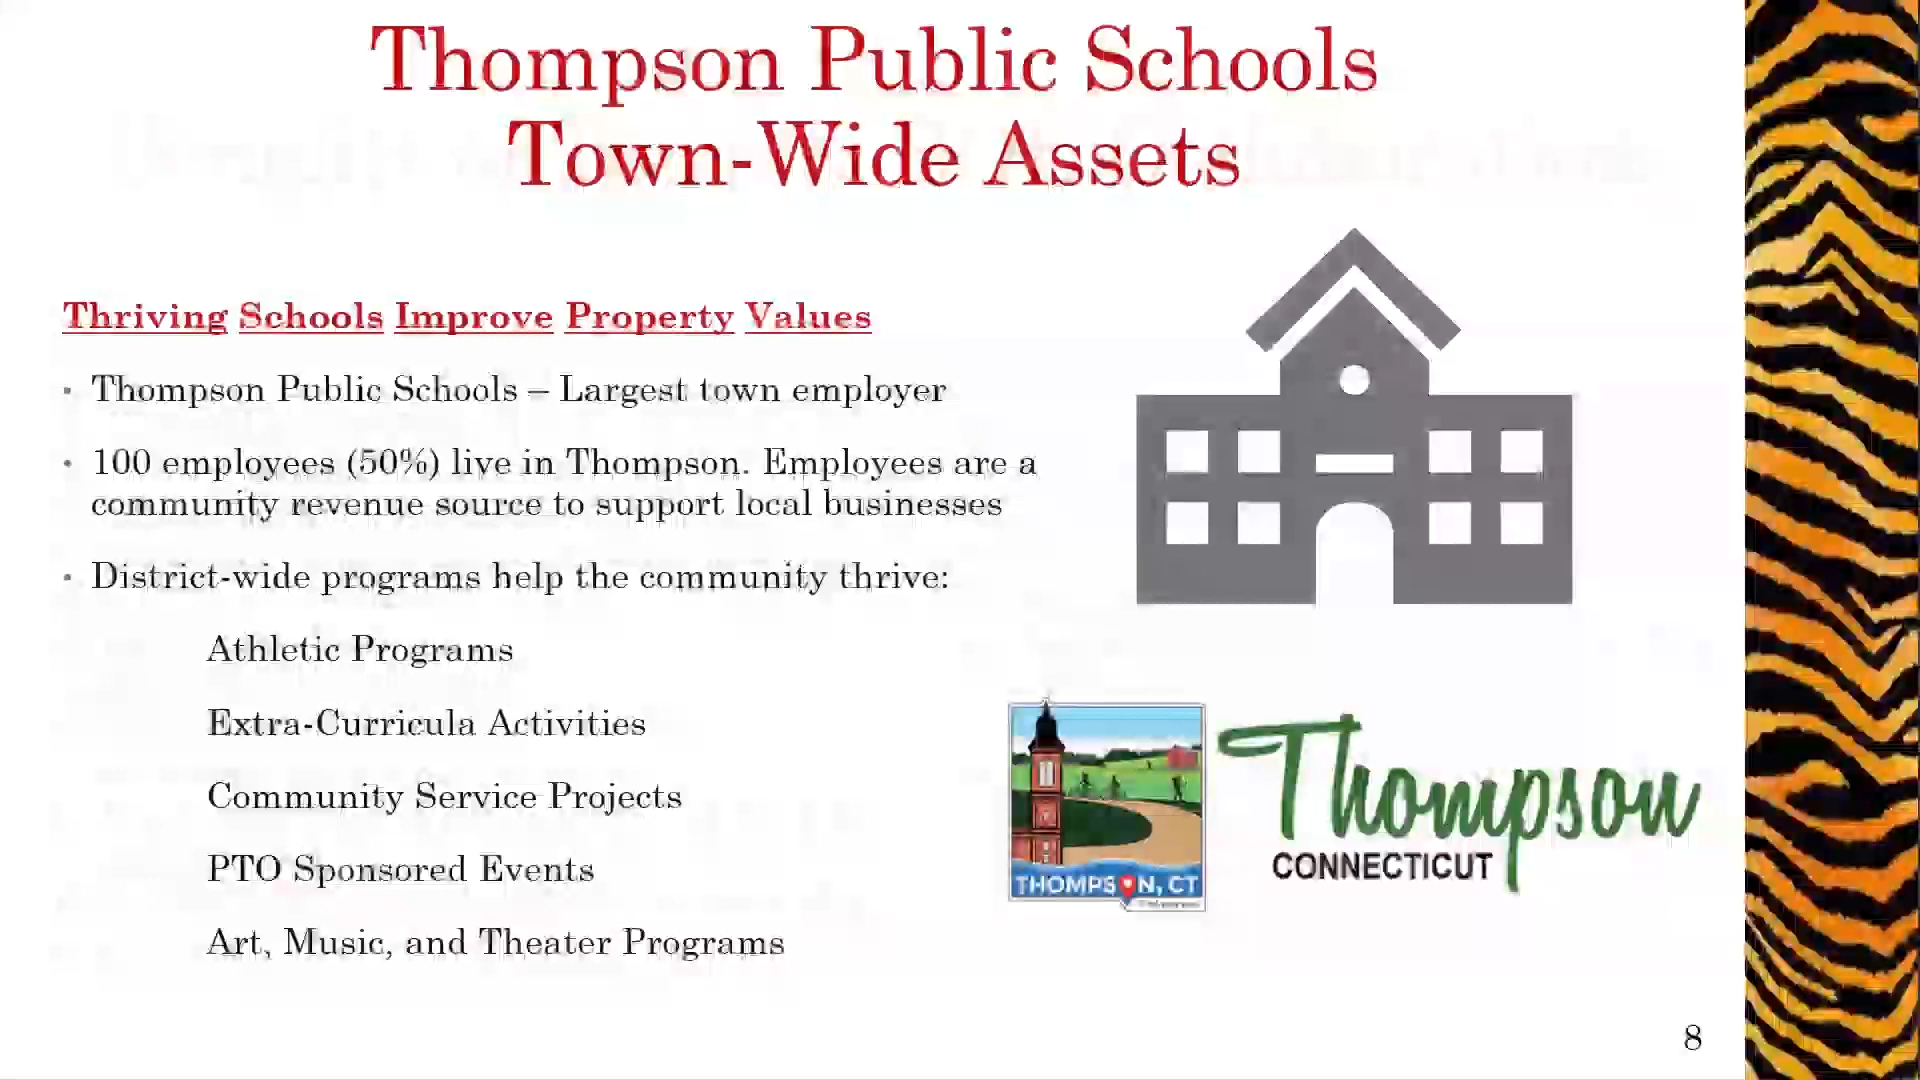 Thompson Public Schools
Town-Wide Assets
Thriving Schools Improve Property Values
• Thompson Public Schools – Largest town employer
• 100 employees (50%) live in Thompson. Employees are a
community revenue source to support local businesses
• District-wide programs help the community thrive:
Athletic Programs
Extra-Curricula Activities
Community Service Projects
PTO Sponsored Events
Art, Music, and Theater Programs
THOMPSON, CT
Thompson
CONNECTICUT
8